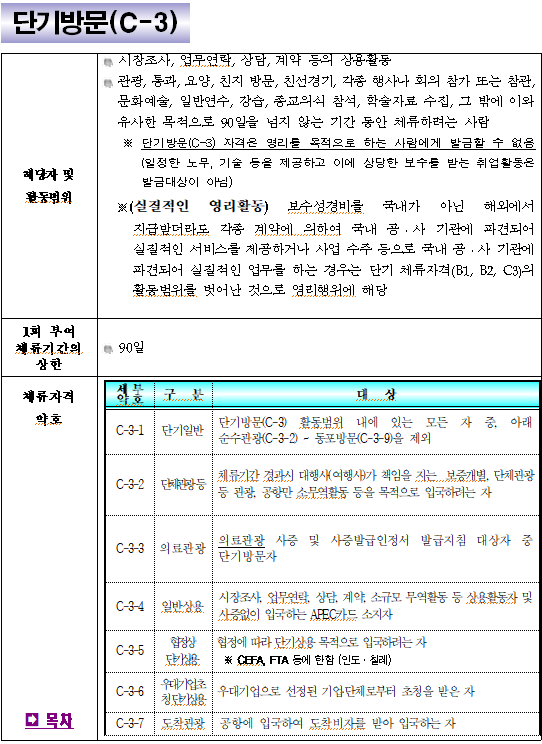 단기방문(C-3)
해당자 및
활동범위
시장조사, 업무연락, 상담, 계약 등의 상용활동
관광, 통과, 요양, 친지 방문, 친선경기, 각종 행사나 회의 참가 또는 참관,
문화예술, 일반연수, 강습, 종교의식 참석, 학술자료 수집, 그 밖에 이와
유사한 목적으로 90일을 넘지 않는 기간 동안 체류하려는 사람
※ 단기방문(C-3) 자격은 영리를 목적으로 하는 사람에게 발급할 수 없음
(일정한 노무, 기술 등을 제공하고 이에 상당한 보수를 받는 취업활동은
발급대상이 아님)
※(실질적인 영리활동) 보수성경비를 국내가 아닌 해외에서
지급받더라도 각종 계약에 의하여 국내 공·사 기관에 파견되어
실질적인 서비스를 제공하거나 사업 수주 등으로 국내 공·사 기관에
파견되어 실질적인 업무를 하는 경우는 단기 체류자격(B1, B2, C3)의
활동범위를 벗어난 것으로 영리행위에 해당
1회 부여
체류기간의
상한
90일
체류자격
약호
세부약호 구 분 대 상
C-3-1 단기일반 단기방문(C-3) 활동범위 내에 있는 모든 자 중, 아래
순수관광(C-3-2) ~ 동포방문(C-3-9)을 제외
C-3-2 단체관광등 체류기간 경과시 대행사(여행사)가 책임을 지는 보증개별, 단체관광
등 관광, 공항만 소무역활동 등을 목적으로 입국하려는 자
C-3-3 의료관광 의료관광 사증 및 사증발급인정서 발급지침 대상자 중
단기방문자
C-3-4 일반상용 시장조사, 업무연락, 상담, 계약, 소규모 무역활동 등 상용활동자 및
사증없이 입국하는 APEC카드 소지자
C-3-5 협정상
단기상용 협정에 따라 단기상용 목적으로 입국하려는 자
※ CEFA, FTA 등에 한함 (인도·칠레)
C-3-6 우대기업초
청단기상용 우대기업으로 선정된 기업단체로부터 초청을 받은 자
C-3-7 도착관광 공항에 입국하여 도착비자를 받아 입국하는 자
목차